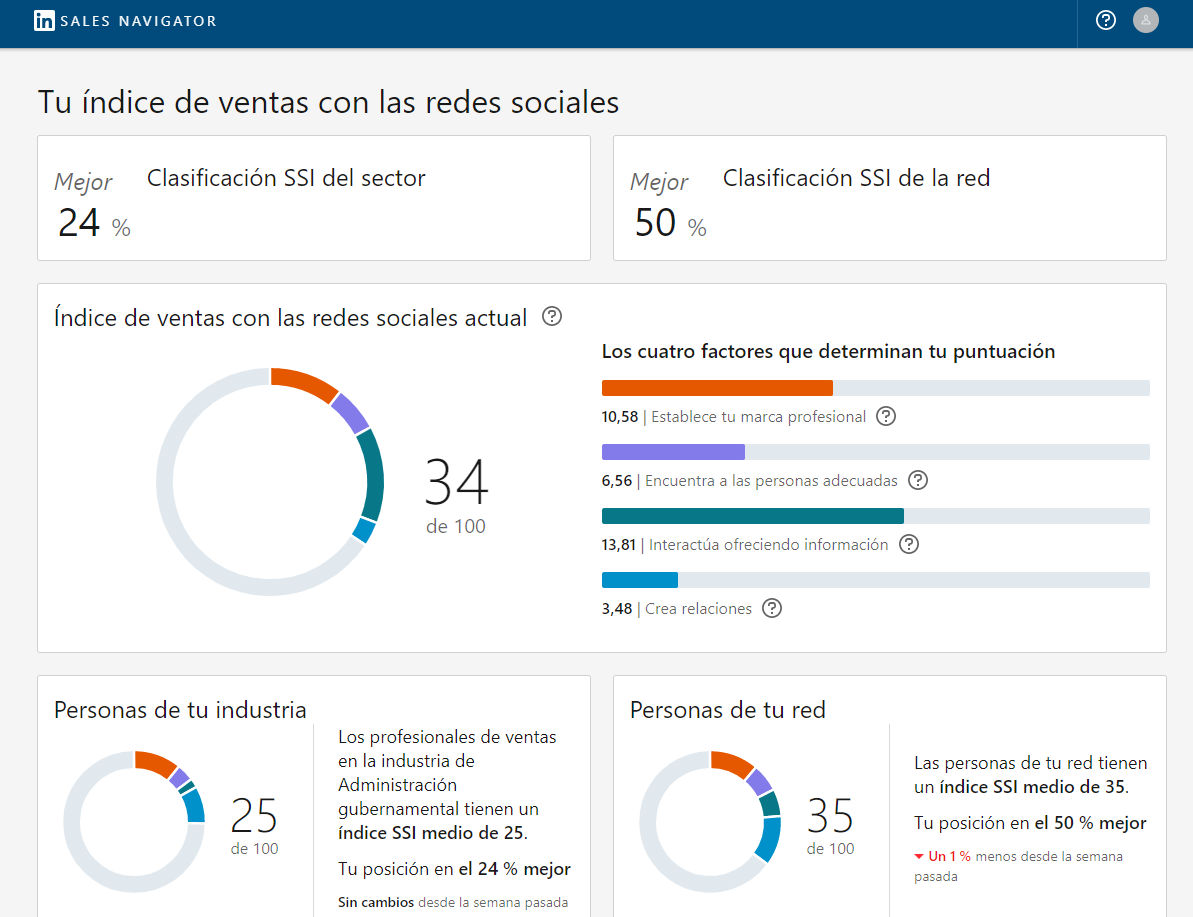 in SALES NAVIGATOR
Tu índice de ventas con las redes sociales
Mejor
24 %
Clasificación SSI del sector
Mejor
50 %
Clasificación SSI de la red
Índice de ventas con las redes sociales actual ?
34
de 100
Los cuatro factores que determinan tu puntuación
10,58 | Establece tu marca profesional ?
6,56 | Encuentra a las personas adecuadas ?
13,81 | Interactúa ofreciendo información ?
3,48 | Crea relaciones ?
Personas de tu industria
25
de 100
Los profesionales de ventas
en la industria de
Administración
gubernamental tienen un
índice SSI medio de 25.
Tu posición en el 24 % mejor
Sin cambios desde la semana pasada
Personas de tu red
35
de 100
Las personas de tu red tienen
un índice SSI medio de 35.
Tu posición en el 50 % mejor
Un 1 % menos desde la semana
pasada